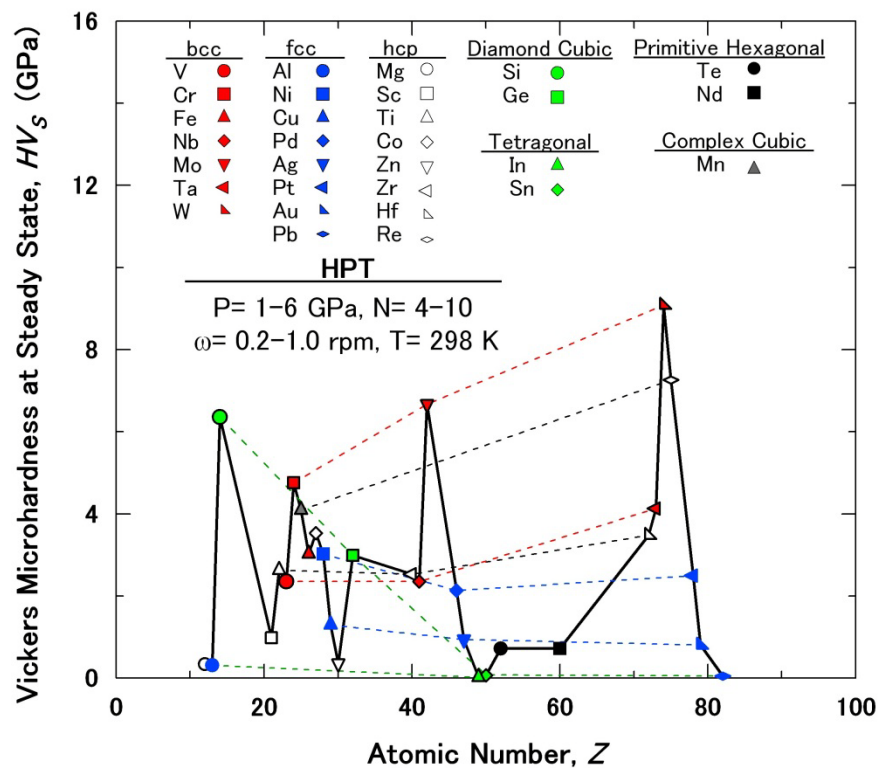 16
12
8
4
0
0
20
40
60
80
100
Vickers Microhardness at Steady State, HV_S (GPa)
Atomic Number, Z
bcc
V
Cr
Fe
Nb
Mo
Ta
W
fcc
Al
Ni
Cu
Pd
Ag
Pt
Au
Pb
hcp
Mg
Sc
Ti
Co
Zn
Zr
Hf
Re
Diamond Cubic
Si
Ge
Tetragonal
In
Sn
Primitive Hexagonal
Te
Nd
Complex Cubic
Mn
HPT
P= 1-6 GPa, N= 4-10
ω= 0.2-1.0 rpm, T= 298 K